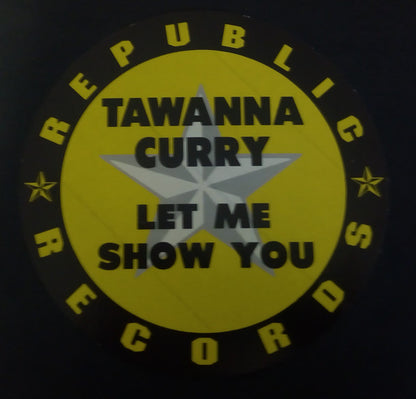 REPUBLIC
TAWANNA
CURRY
LET ME
SHOW YOU
RECORDS